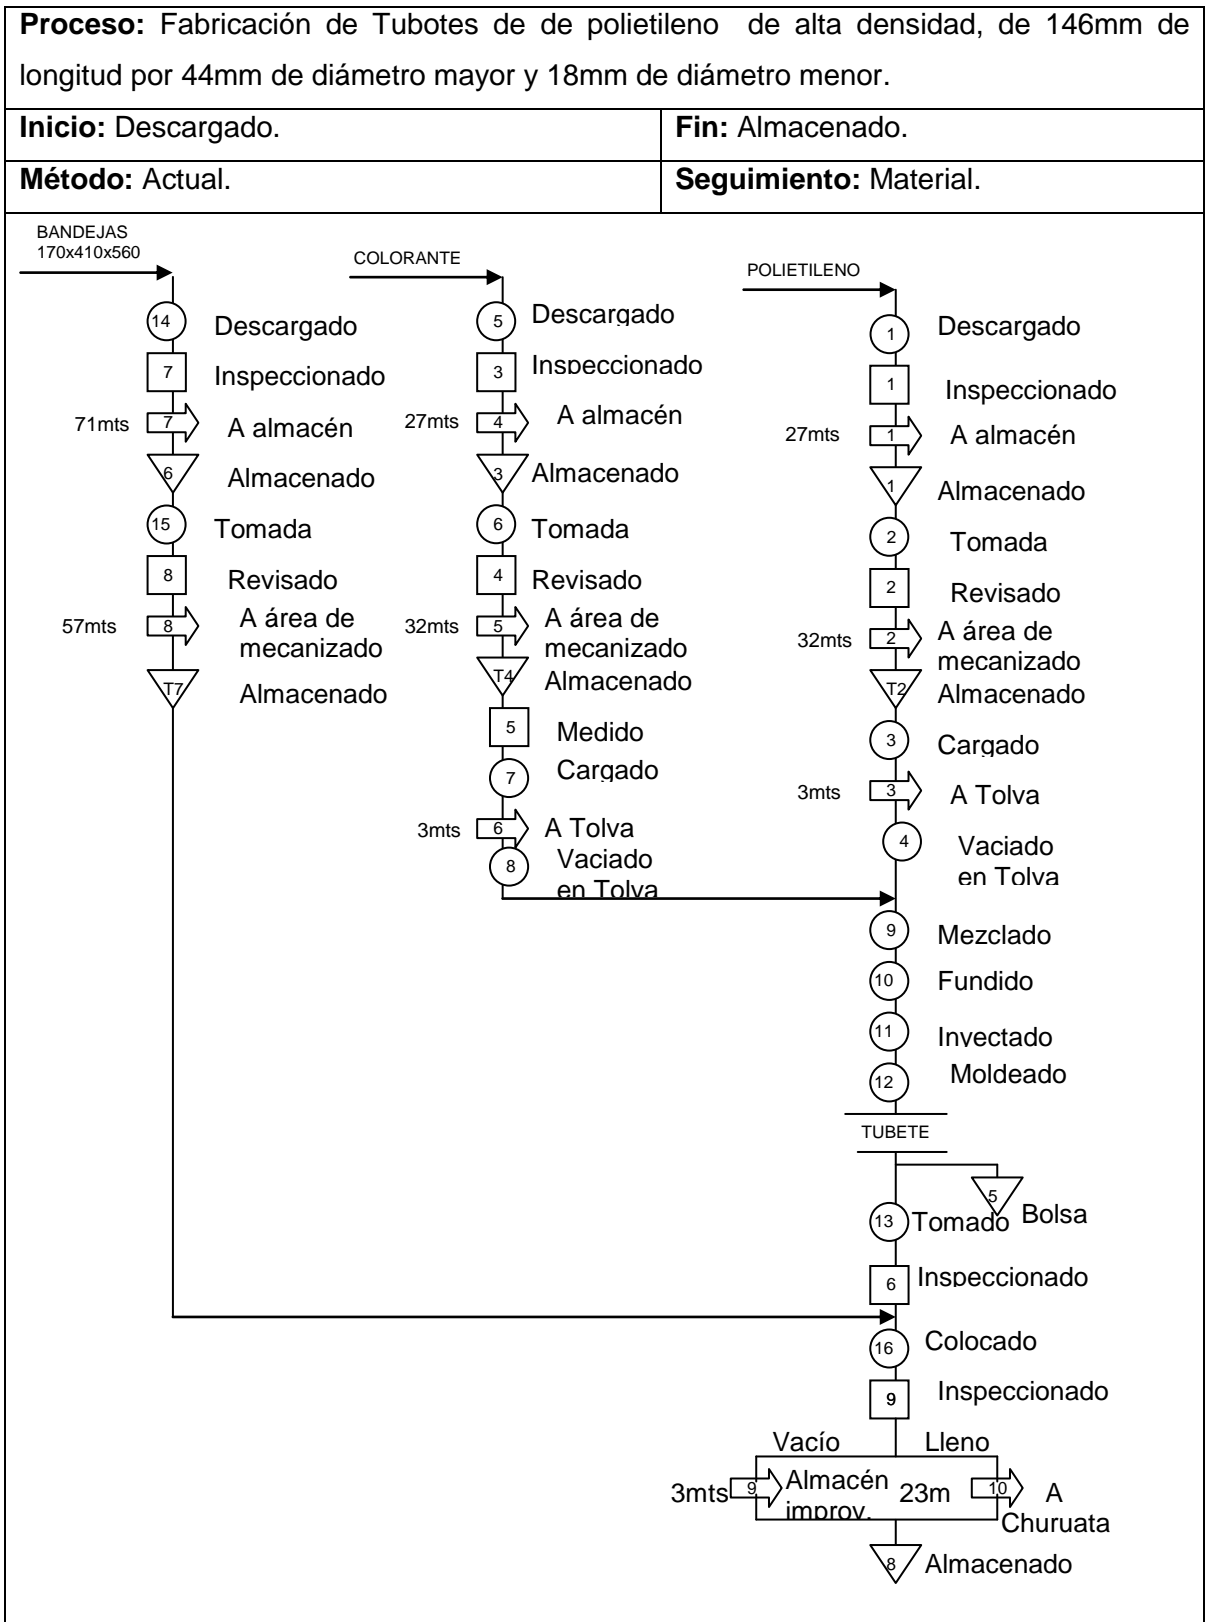 Proceso: Fabricación de Tubotes de de polietileno de alta densidad, de 146mm de
longitud por 44mm de diámetro mayor y 18mm de diámetro menor.
Inicio: Descargado.
Fin: Almacenado.
Método: Actual.
Seguimiento: Material.
BANDEJAS
170x410x560
14 Descargado
7 Inspeccionado
71mts 7 A almacén
6 Almacenado
15 Tomada
8 Revisado
57mts 8 A área de
mecanizado
T7 Almacenado
COLORANTE
5 Descargado
3 Inspeccionado
27mts 4 A almacén
3 Almacenado
6 Tomada
4 Revisado
32mts 5 A área de
mecanizado
T4 Almacenado
5 Medido
7 Cargado
3mts 6 A Tolva
8 Vaciado
en Tolva
POLIETILENO
1 Descargado
1 Inspeccionado
27mts 1 A almacén
1 Almacenado
2 Tomada
2 Revisado
32mts 2 A área de
mecanizado
T2 Almacenado
3 Cargado
3mts 3 A Tolva
4 Vaciado
en Tolva
9 Mezclado
10 Fundido
11 Inyectado
12 Moldeado
TUBETE
5 Bolsa
13 Tomado
6 Inspeccionado
16 Colocado
9 Inspeccionado
Vacío Lleno
3mts 9 Almacén
improv.
23m 10 A
Churuata
8 Almacenado